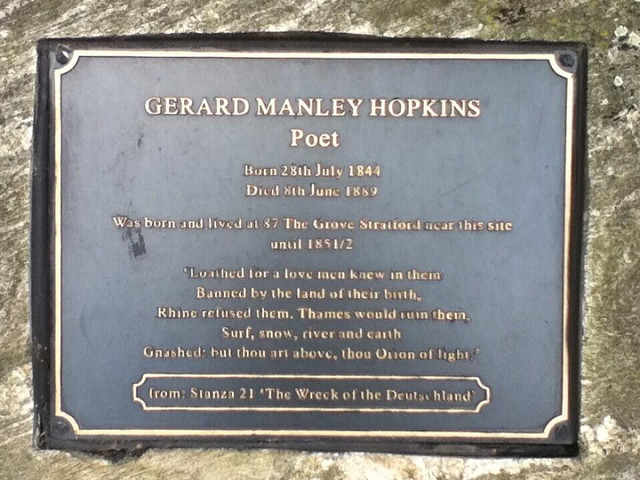 GERARD MANLEY HOPKINS
Poet
Born 28th July 1844
Died 8th June 1889
Was born and lived at 87 The Grove Stratford near this site
until 1851/2
'Loathed for a love men knew in them
Banned by the land of their birth,
Rhine refused them. Thames would ruin them,
Surf, snow, river and earth
Gnashed: but thou art above, thou Orion of light.'
from: Stanza 21 'The Wreck of the Deutschland'